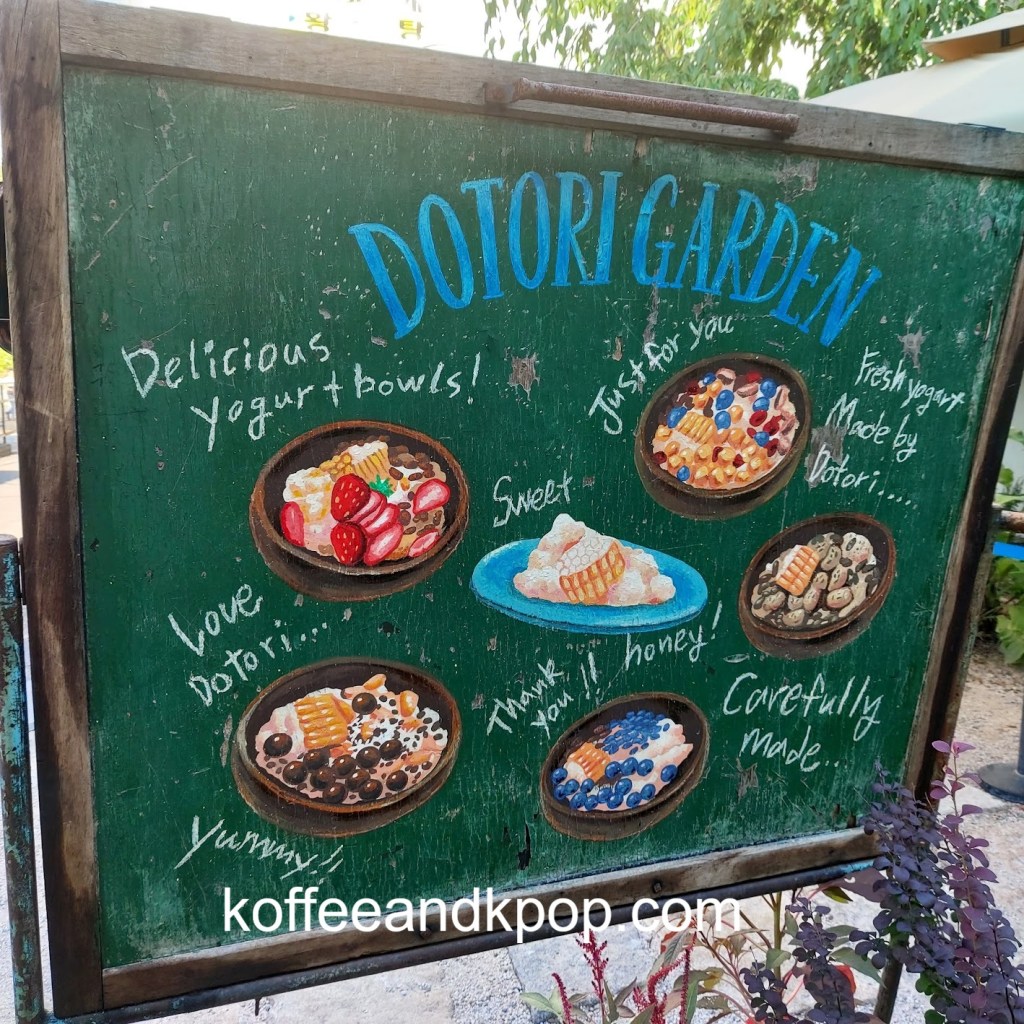 DOTORI GARDEN
Delicious
yogurt bowls!
Just for you
Fresh yogart
Made by
Dotori....
Sweet
honey!
Love
Dotori....
Thank
you!!
Carefully
made..
Yummy!!
koffeeandkpop.com